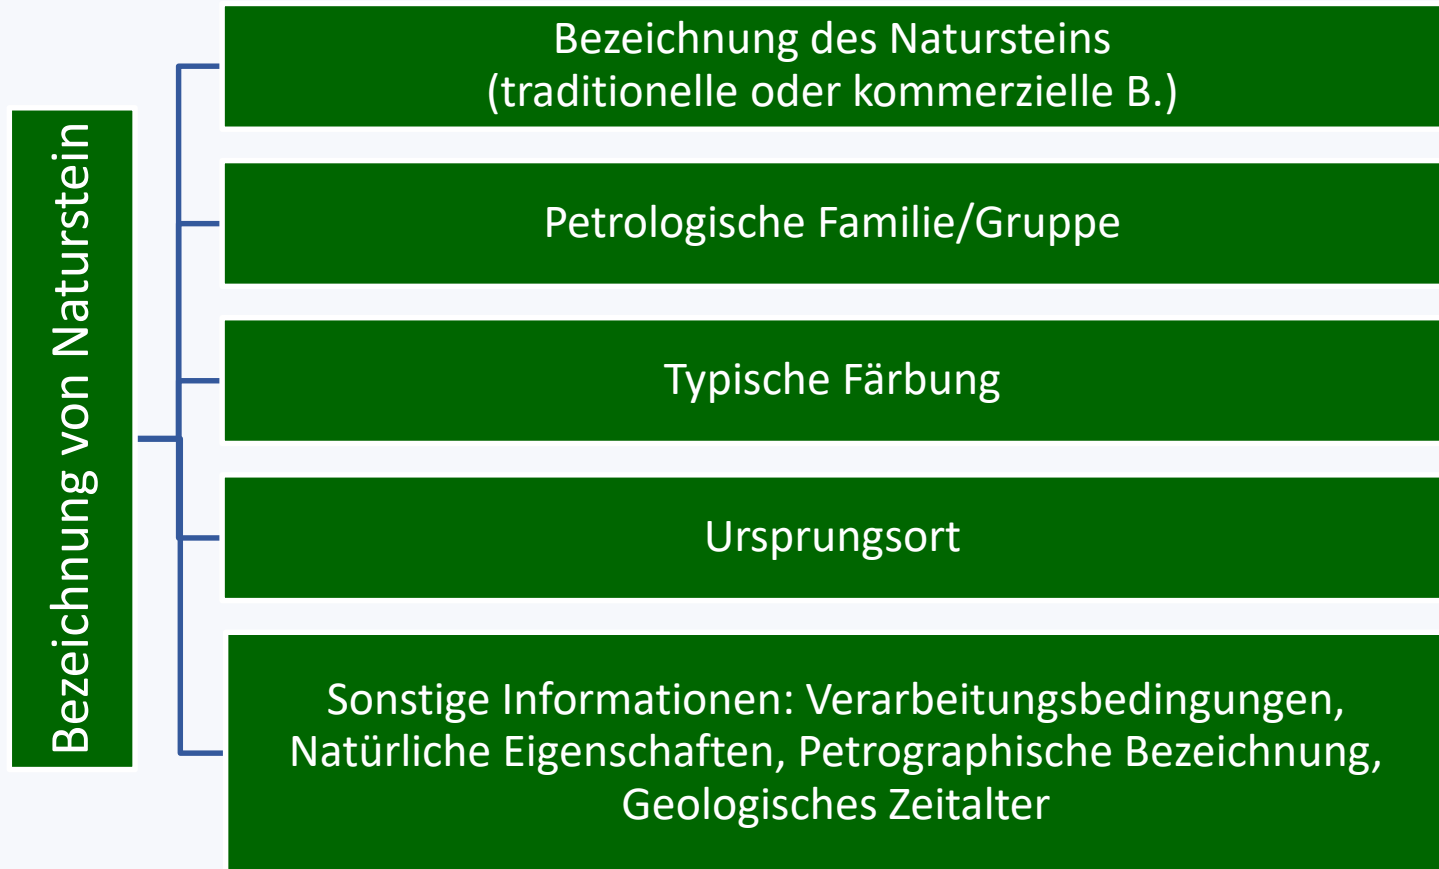 Bezeichnung von Naturstein
Bezeichnung des Natursteins
(traditionelle oder kommerzielle B.)
Petrologische Familie/Gruppe
Typische Färbung
Ursprungsort
Sonstige Informationen: Verarbeitungsbedingungen,
Natürliche Eigenschaften, Petrographische Bezeichnung,
Geologisches Zeitalter